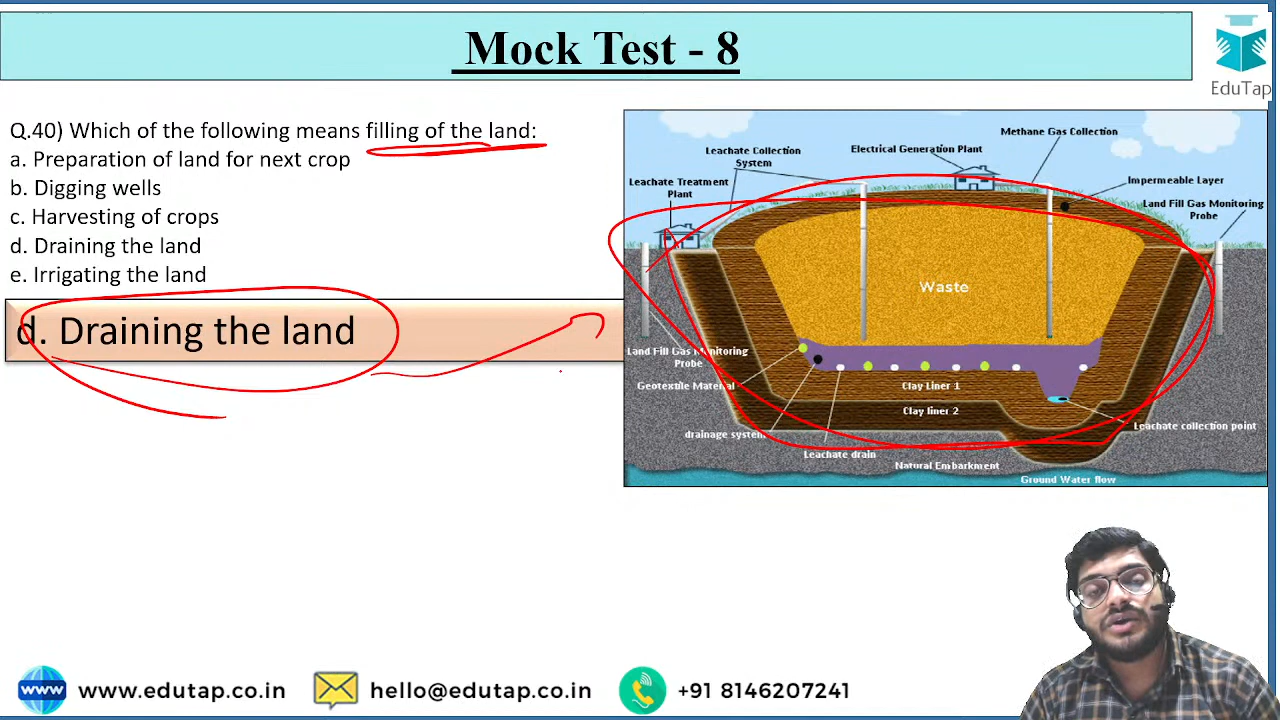 Mock Test - 8
EduTap
Q.40) Which of the following means filling of the land:
a. Preparation of land for next crop
b. Digging wells
c. Harvesting of crops
d. Draining the land
e. Irrigating the land
d. Draining the land
Methane Gas Collection
Electrical Generation Plant
Leachate Collection
System
Impermeable Layer
Leachate Treatment
Plant
Land Fill Gas Monitoring
Probe
Waste
Land Fill Gas Monitoring
Probe
Geotextile Material
Clay Liner 1
Clay liner 2
drainage system
Leachate collection point
Leachate drain
Natural Embarkment
Ground Water flow
www
www.edutap.co.in
hello@edutap.co.in
+91 8146207241